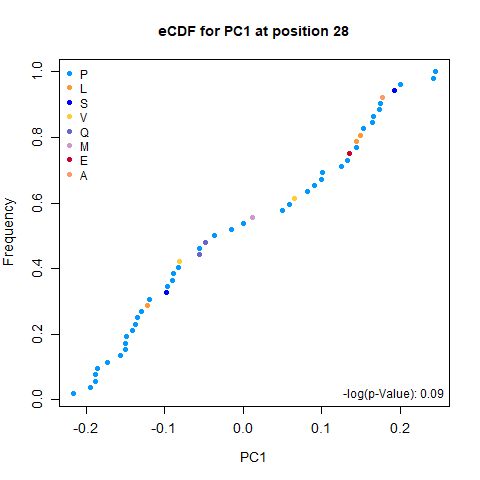 eCDF for PC1 at position 28
Frequency
1.0
0.8
0.6
0.4
0.2
0.0
P
L
S
V
Q
M
E
A
-log(p-Value): 0.09
-0.2 -0.1 0.0 0.1 0.2
PC1